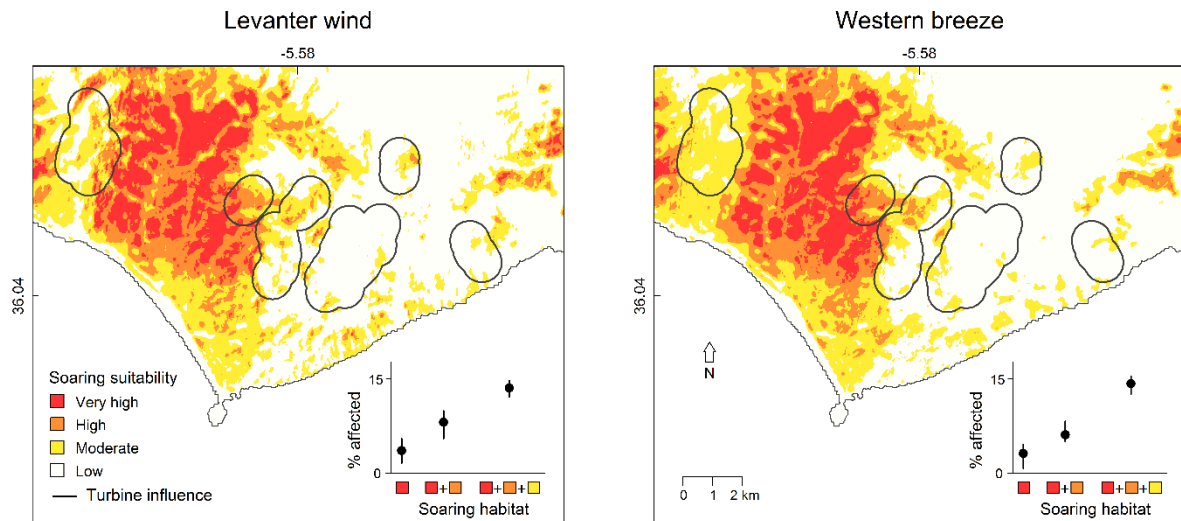 Levanter wind
-5.58
36.04
Soaring suitability
Very high
High
Moderate
Low
Turbine influence
% affected
15
0
+
+ +
Soaring habitat
Western breeze
-5.58
36.04
N
0 1 2 km
% affected
15
0
+
+ +
Soaring habitat